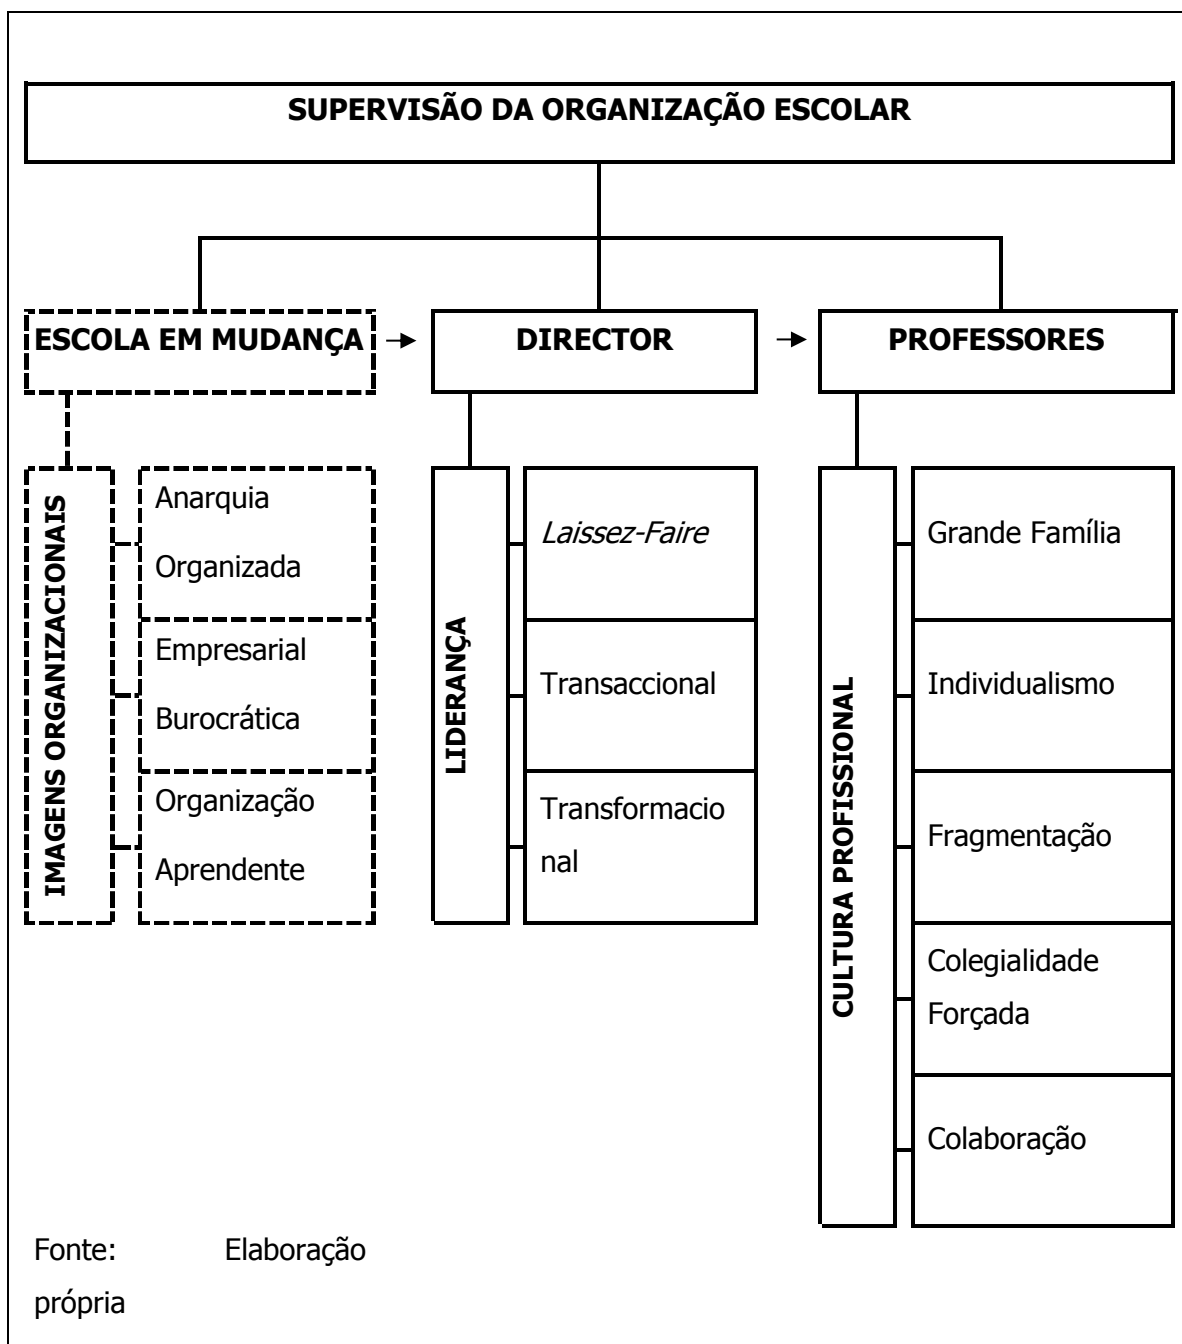 SUPERVISÃO DA ORGANIZAÇÃO ESCOLAR
ESCOLA EM MUDANÇA
DIRECTOR
PROFESSORES
IMAGENS ORGANIZACIONAIS
Anarquia
Organizada
Empresarial
Burocrática
Organização
Aprendente
LIDERANÇA
Laissez-Faire
Transaccional
Transformacio
nal
CULTURA PROFISSIONAL
Grande Família
Individualismo
Fragmentação
Colegialidade
Forçada
Colaboração
Fonte: Elaboração
própria